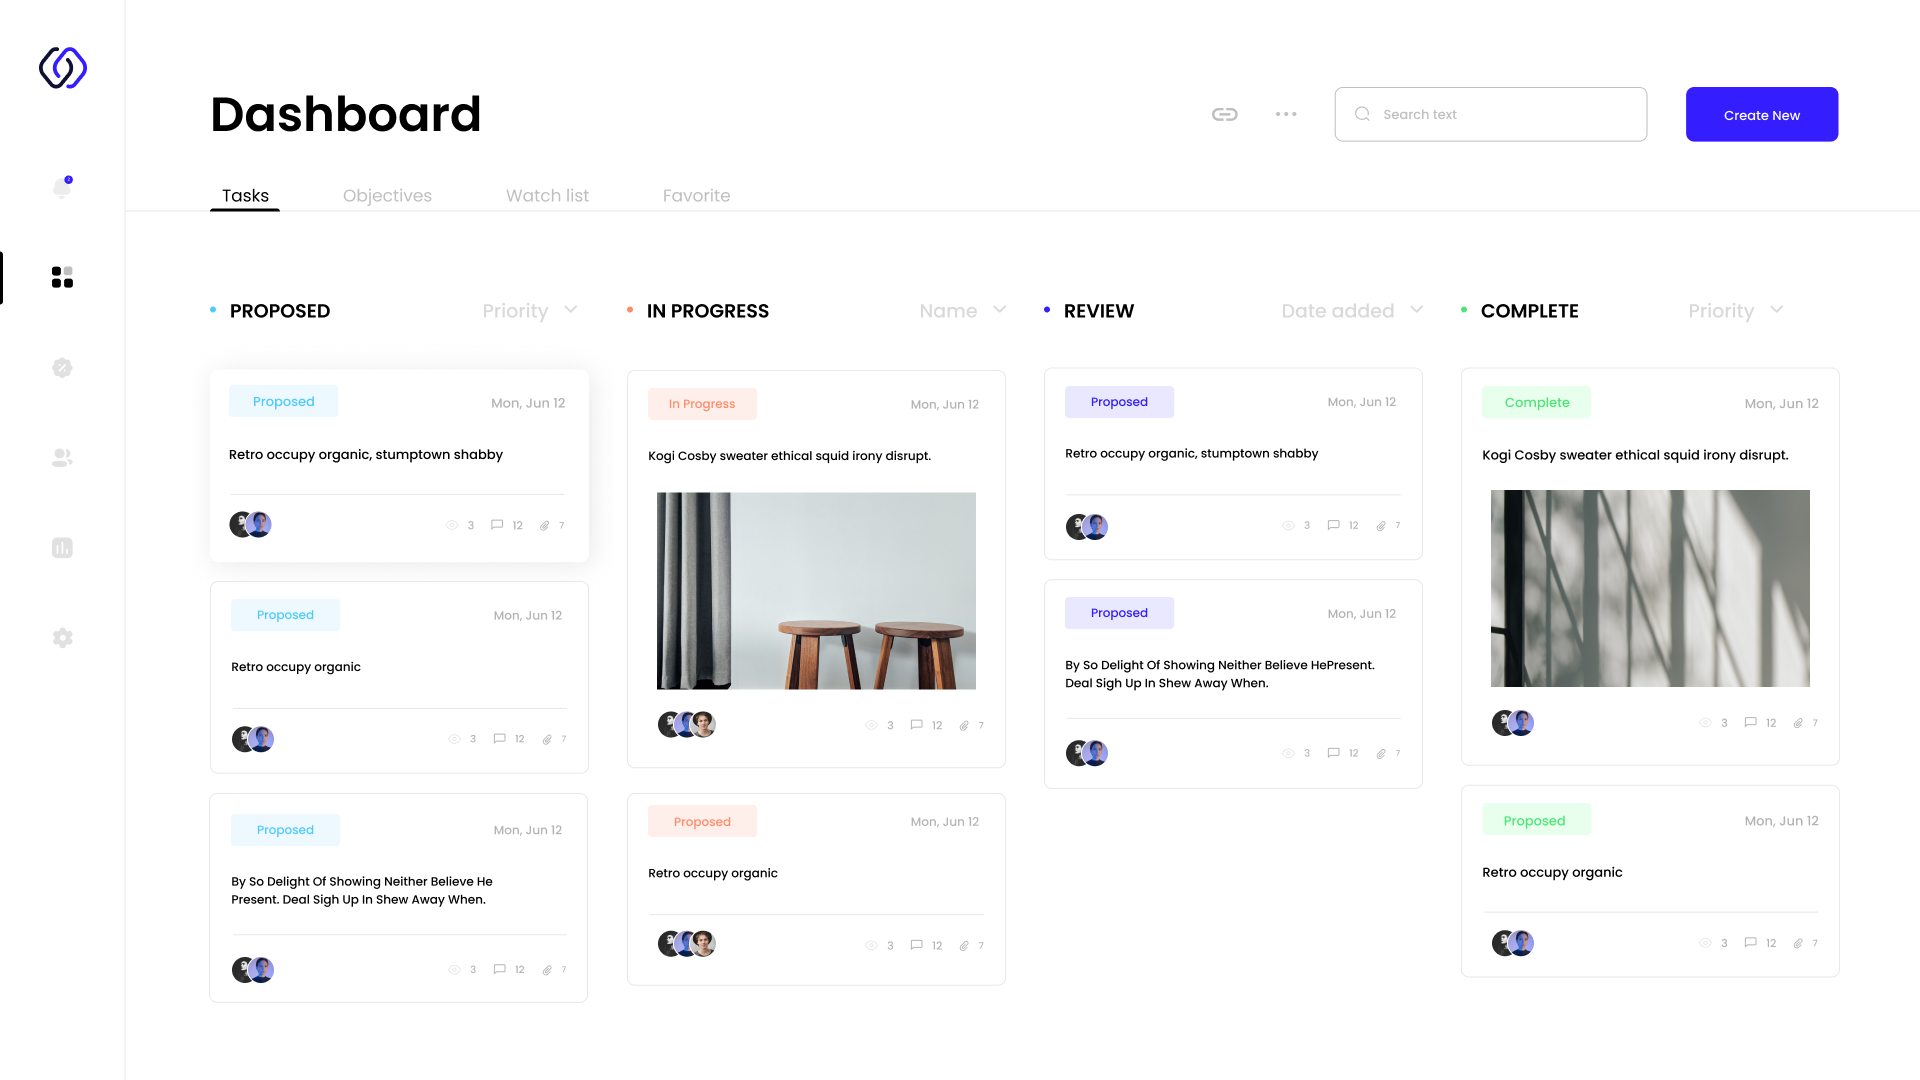 Dashboard
Search text
Create New
Tasks
Objectives
Watch list
Favorite
PROPOSED
Priority
Proposed
Mon, Jun 12
Retro occupy organic, stumptown shabby
3
12
7
Proposed
Mon, Jun 12
Retro occupy organic
3
12
7
Proposed
Mon, Jun 12
By So Delight Of Showing Neither Believe He
Present. Deal Sigh Up In Shew Away When.
3
12
7
IN PROGRESS
Name
In Progress
Mon, Jun 12
Kogi Cosby sweater ethical squid irony disrupt.
3
12
7
Proposed
Mon, Jun 12
Retro occupy organic
3
12
7
REVIEW
Date added
Proposed
Mon, Jun 12
Retro occupy organic, stumptown shabby
3
12
7
Proposed
Mon, Jun 12
By So Delight Of Showing Neither Believe HePresent.
Deal Sigh Up In Shew Away When.
3
12
7
COMPLETE
Priority
Complete
Mon, Jun 12
Kogi Cosby sweater ethical squid irony disrupt.
3
12
7
Proposed
Mon, Jun 12
Retro occupy organic
3
12
7